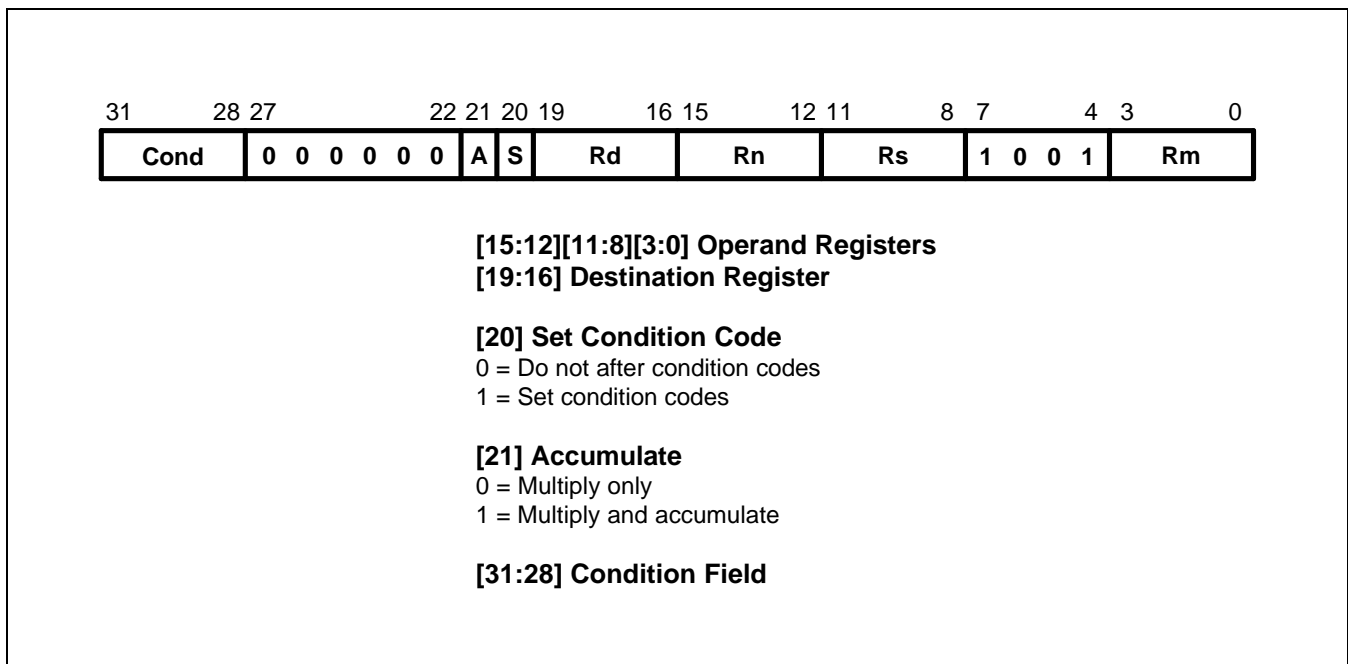 31 28 27 22 21 20 19 16 15 12 11 8 7 4 3 0
Cond 0 0 0 0 0 0 A S Rd Rn Rs 1 0 0 1 Rm
[15:12][11:8][3:0] Operand Registers
[19:16] Destination Register
[20] Set Condition Code
0 = Do not after condition codes
1 = Set condition codes
[21] Accumulate
0 = Multiply only
1 = Multiply and accumulate
[31:28] Condition Field